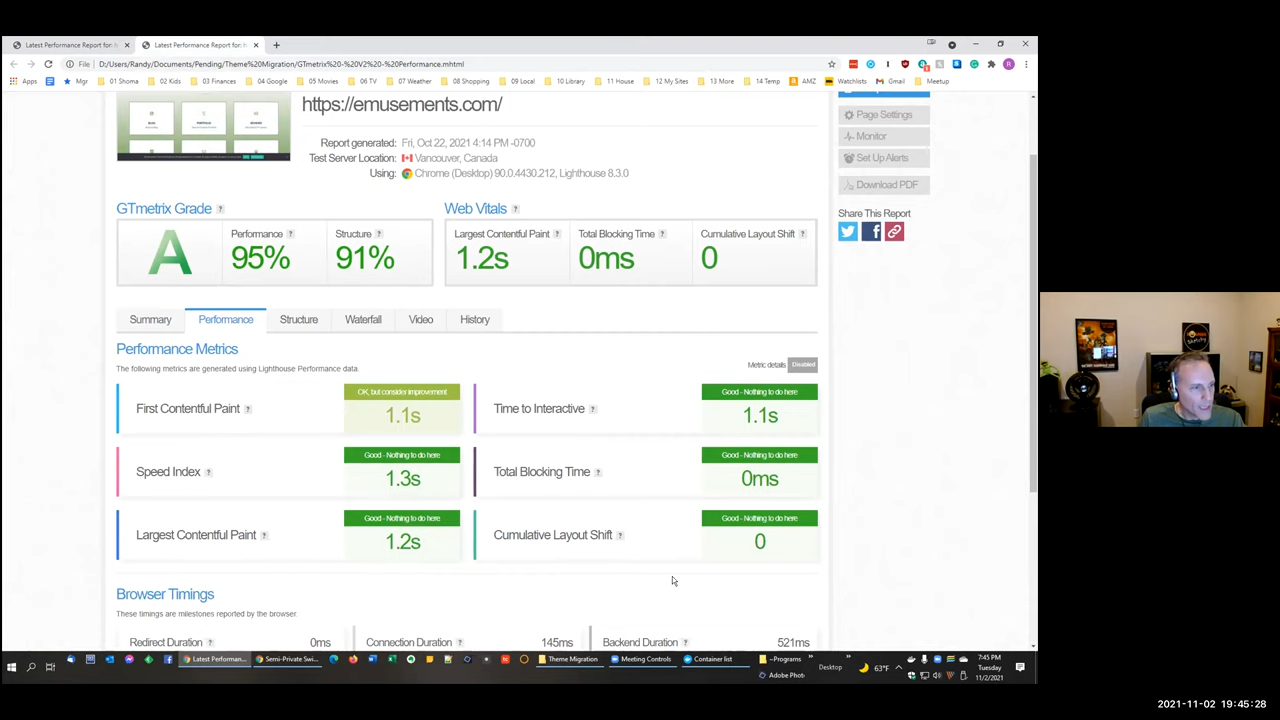 Latest Performance Report for: h
Latest Performance Report for: h
File
D:/Users/Randy/Documents/Pending/Theme%20Migration/GTmetrix%20-%20V2%20-%20Performance.mhtml
Apps
Mgr
01 Shoma
02 Kids
03 Finances
04 Google
05 Movies
06 TV
07 Weather
08 Shopping
09 Local
10 Library
11 House
12 My Sites
13 More
14 Temp
AMZ
Watchlists
Gmail
Meetup
https://emusements.com/
Report generated: Fri, Oct 22, 2021 4:14 PM -0700
Test Server Location: Vancouver, Canada
Using: Chrome (Desktop) 90.0.4430.212, Lighthouse 8.3.0
Page Settings
Monitor
Set Up Alerts
Download PDF
Share This Report
GTmetrix Grade ?
Web Vitals ?
A
Performance ?
95%
Structure ?
91%
Largest Contentful Paint ?
1.2s
Total Blocking Time ?
0ms
Cumulative Layout Shift ?
0
Summary
Performance
Structure
Waterfall
Video
History
Performance Metrics
The following metrics are generated using Lighthouse Performance data.
Metric details Disabled
First Contentful Paint ?
OK, but consider improvement
1.1s
Time to Interactive ?
Good - Nothing to do here
1.1s
Speed Index ?
Good - Nothing to do here
1.3s
Total Blocking Time ?
Good - Nothing to do here
0ms
Largest Contentful Paint ?
Good - Nothing to do here
1.2s
Cumulative Layout Shift ?
Good - Nothing to do here
0
Browser Timings
These timings are milestones reported by the browser.
Redirect Duration ? 0ms
Connection Duration ? 145ms
Backend Duration ? 521ms
Latest Performan...
Semi-Private Swi...
Theme Migration
Meeting Controls
Container list
~Programs
Adobe Phot
Desktop
63°F
7:45 PM
Tuesday
11/2/2021
2021-11-02 19:45:28